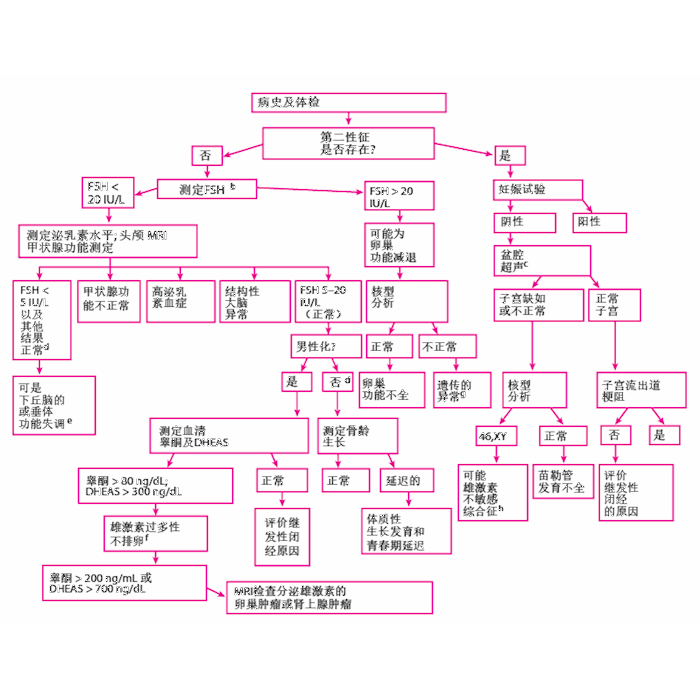 病史及体检
第二性征
是否存在?
否
是
FSH <
20 IU/L
测定FSH b
FSH > 20
IU/L
妊娠试验
阴性
阳性
测定泌乳素水平; 头颅 MRI
甲状腺功能测定
可能为
卵巢
功能减退
盆腔
超声c
FSH <
5 IU/L
以及
其他
结果
正常d
甲状腺功
能不正常
高泌乳
素血症
结构性
大脑
异常
FSH 5–20
IU/L
(正常)
核型
分析
子宫缺如
或不正常
正常
子宫
男性化?
正常
不正常
可是
下丘脑的
或垂体
功能失调e
是
否d
卵巢
功能不全
遗传的
异常g
核型
分析
子宫流出道
梗阻
测定血清
睾酮及DHEAS
测定骨龄
生长
46,XY
正常
否
是
睾酮 > 80 ng/dL;
DHEAS > 300 ng/dL
正常
正常
延迟的
可能
雄激素
不敏感
综合征h
苗勒管
发育不全
评价
继发性
闭经
的原因
雄激素过多性
不排卵f
评价继
发性闭
经原因
体质性
生长发育和
青春期延迟
睾酮 > 200 ng/mL 或
DHEAS > 700 ng/dL
MRI检查分泌雄激素的
卵巢肿瘤或肾上腺肿瘤